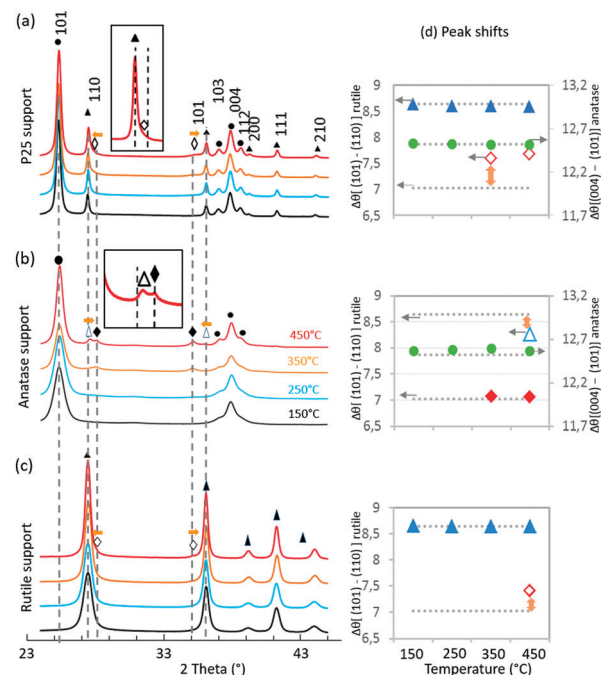 (a)
101
110
101
103
004
112
200
111
210
P25 support
(b)
Anatase support
450°C
350°C
250°C
150°C
(c)
Rutile support
23
33
43
2 Theta (°)
(d) Peak shifts
9
8,5
8
7,5
7
6,5
Δθ[ (101) - (110) ] rutile
13,2
12,7
12,2
11,7
Δθ[(004) – (101)] anatase
9
8,5
8
7,5
7
6,5
Δθ[ (101) - (110) ] rutile
13,2
12,7
12,2
11,7
Δθ[(004) – (101)] anatase
9
8,5
8
7,5
7
6,5
Δθ[ (101) - (110) ] rutile
150
250
350
450
Temperature (°C)